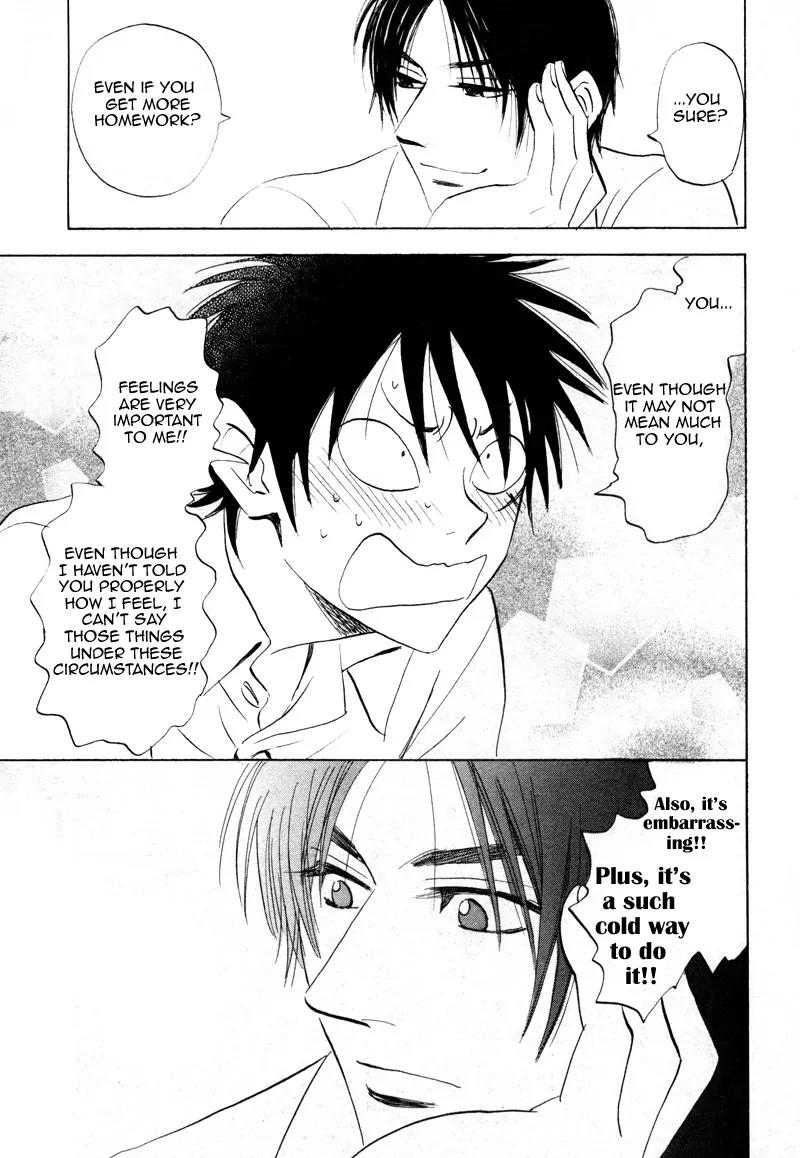 ...YOU
SURE?
EVEN IF YOU
GET MORE
HOMEWORK?
YOU...
EVEN THOUGH
IT MAY NOT
MEAN MUCH
TO YOU,
FEELINGS
ARE VERY
IMPORTANT
TO ME!!
EVEN THOUGH
I HAVEN'T TOLD
YOU PROPERLY
HOW I FEEL, I
CAN'T SAY
THOSE THINGS
UNDER THESE
CIRCUMSTANCES!!
Also, it's
embarrass-
ing!!
Plus, it's
a such
cold way
to do
it!!